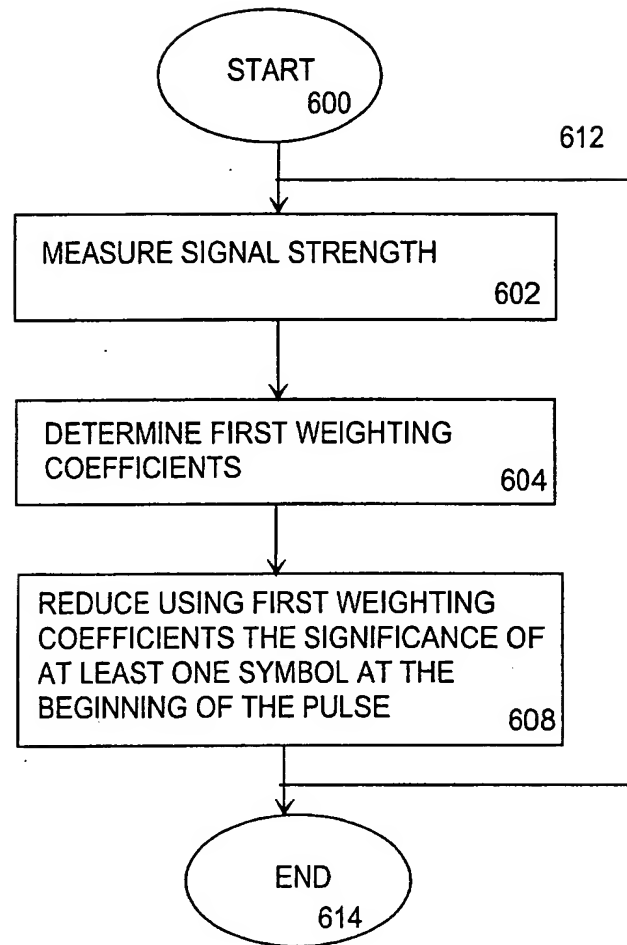 START
600
612
MEASURE SIGNAL STRENGTH
602
DETERMINE FIRST WEIGHTING
COEFFICIENTS
604
REDUCE USING FIRST WEIGHTING
COEFFICIENTS THE SIGNIFICANCE OF
AT LEAST ONE SYMBOL AT THE
BEGINNING OF THE PULSE
608
END
614